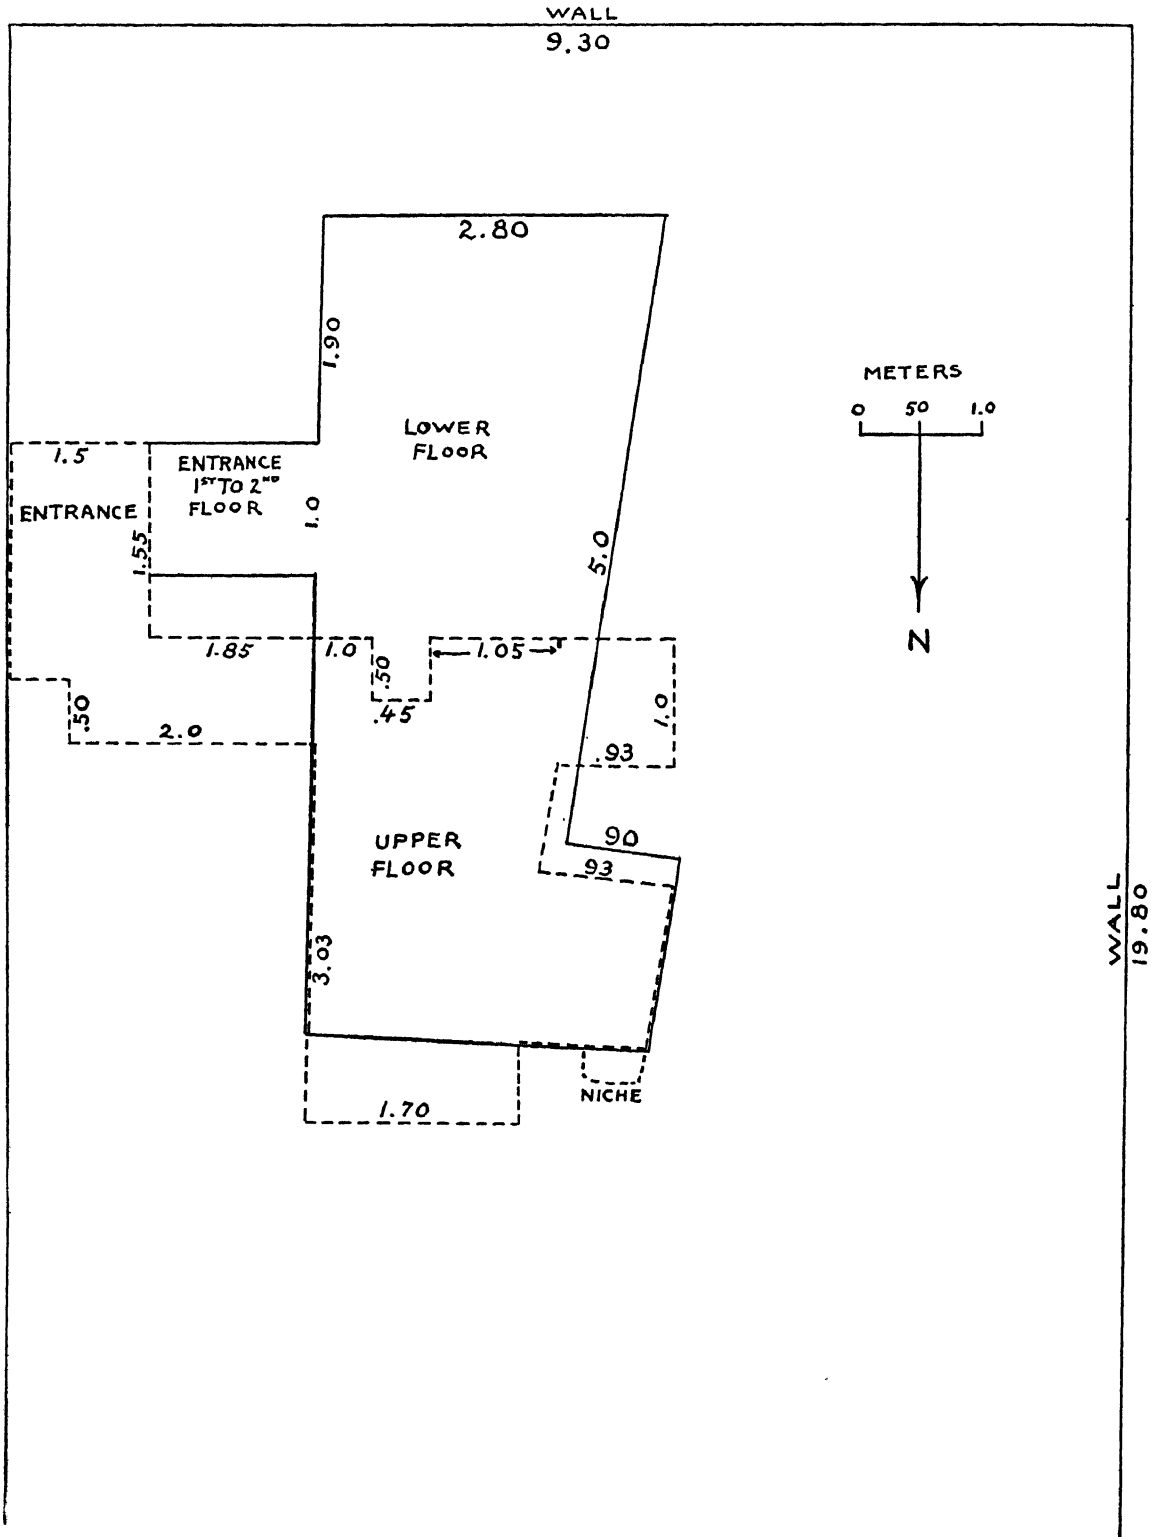 WALL
9.30
2.80
1.90
METERS
0 50 1.0
LOWER
FLOOR
1.5
ENTRANCE
1ST TO 2ND
FLOOR
ENTRANCE
1.0
1.55
5.0
N
1.85
1.0
.50
1.05
.45
1.0
.50
2.0
.93
UPPER
FLOOR
90
93
WALL
19.80
3.03
NICHE
1.70